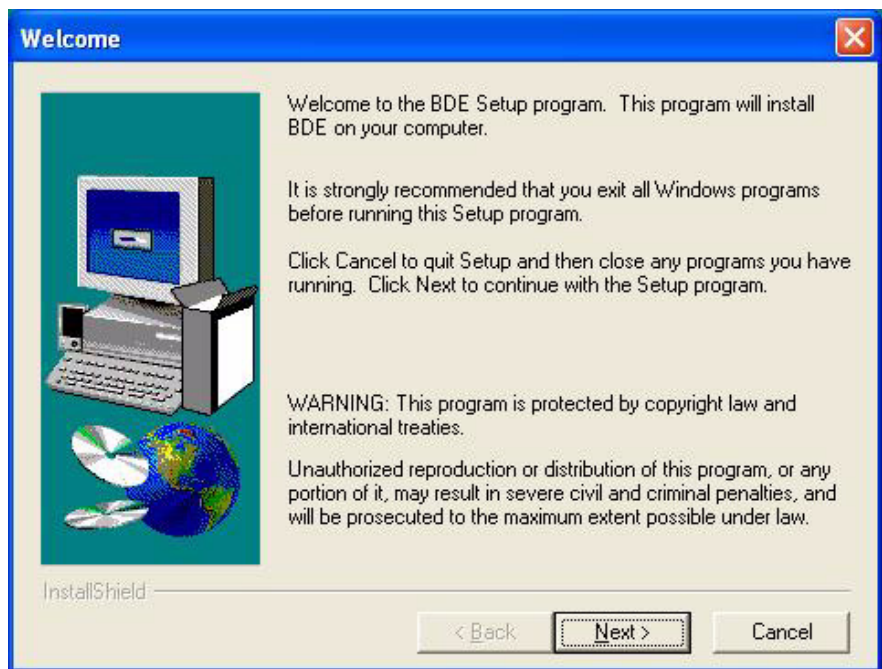 Welcome
Welcome to the BDE Setup program. This program will install
BDE on your computer.
It is strongly recommended that you exit all Windows programs
before running this Setup program.
Click Cancel to quit Setup and then close any programs you have
running. Click Next to continue with the Setup program.
WARNING: This program is protected by copyright law and
international treaties.
Unauthorized reproduction or distribution of this program, or any
portion of it, may result in severe civil and criminal penalties, and
will be prosecuted to the maximum extent possible under law.
InstallShield
< Back
Next >
Cancel